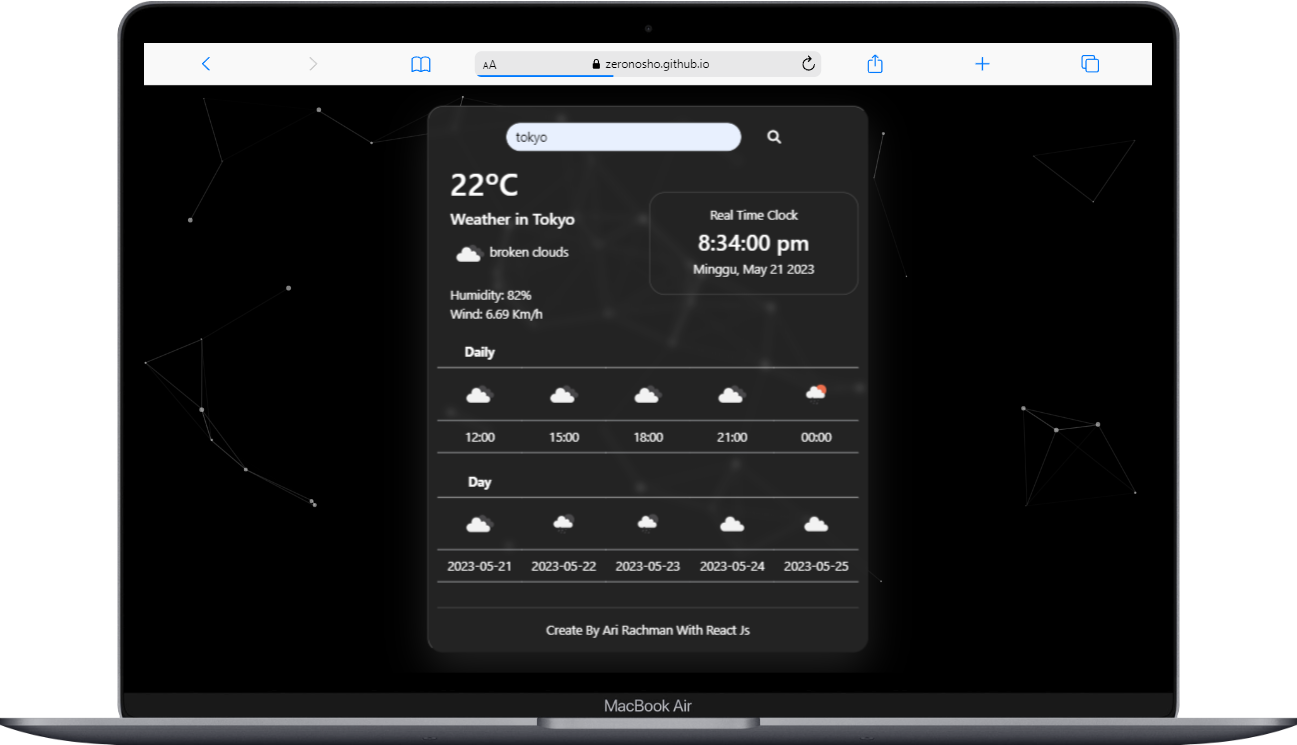 AA zeronosho.github.io
tokyo
22°C
Weather in Tokyo
broken clouds
Humidity: 82%
Wind: 6.69 Km/h
Real Time Clock
8:34:00 pm
Minggu, May 21 2023
Daily
12:00 15:00 18:00 21:00 00:00
Day
2023-05-21 2023-05-22 2023-05-23 2023-05-24 2023-05-25
Create By Ari Rachman With React Js
MacBook Air